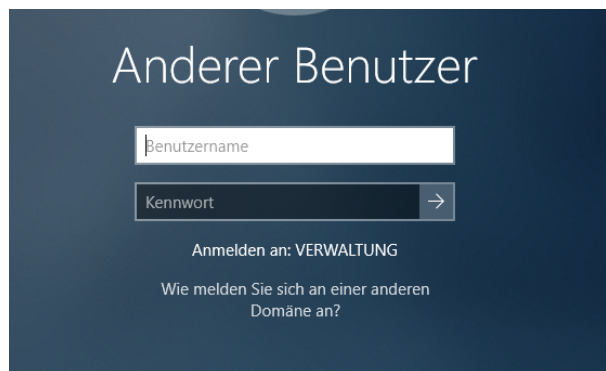 Anderer Benutzer
Benutzername
Kennwort
Anmelden an: VERWALTUNG
Wie melden Sie sich an einer anderen
Domäne an?